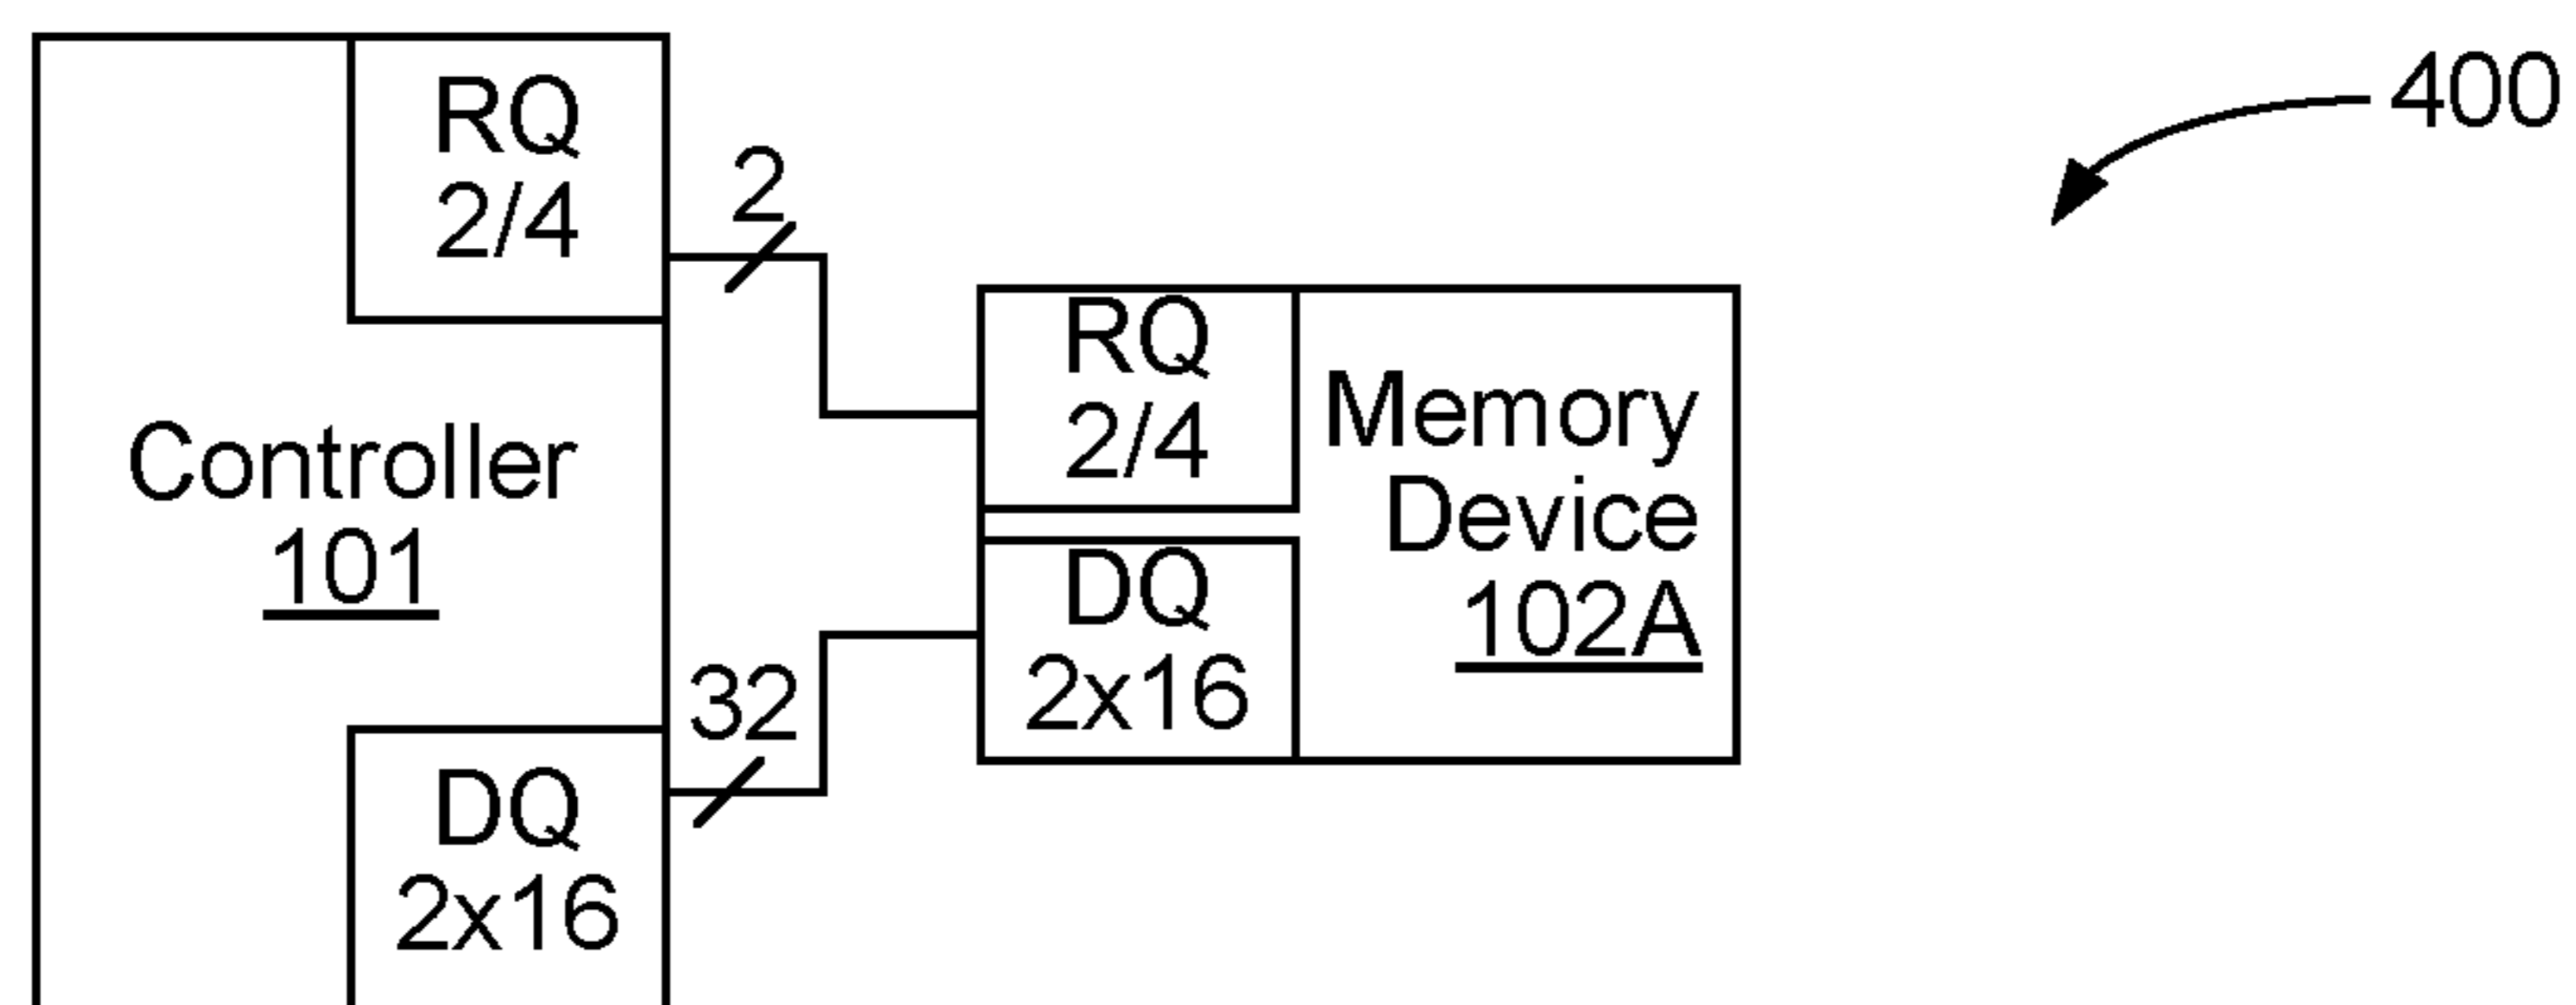 RQ
2/4
2
400
Controller
101
RQ
2/4
Memory
Device
102A
DQ
2x16
32
DQ
2x16